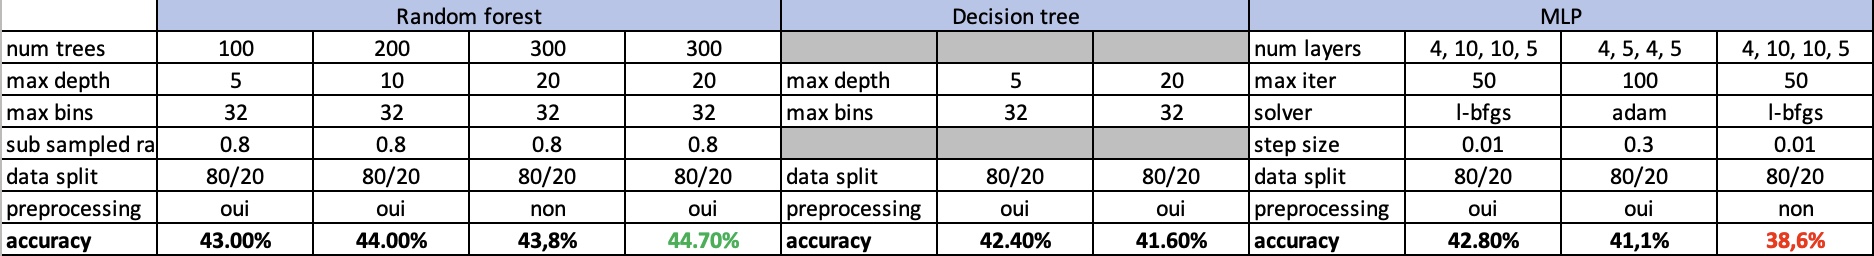 Random forest Decision tree MLP
num trees 100 200 300 300 num layers 4, 10, 10, 5 4, 5, 4, 5 4, 10, 10, 5
max depth 5 10 20 20 max depth 5 20 max iter 50 100 50
max bins 32 32 32 32 max bins 32 32 solver l-bfgs adam l-bfgs
sub sampled ra 0.8 0.8 0.8 0.8 step size 0.01 0.3 0.01
data split 80/20 80/20 80/20 80/20 data split 80/20 80/20 data split 80/20 80/20 80/20
preprocessing oui oui non oui preprocessing oui oui preprocessing oui oui non
accuracy 43.00% 44.00% 43,8% 44.70% accuracy 42.40% 41.60% accuracy 42.80% 41,1% 38,6%